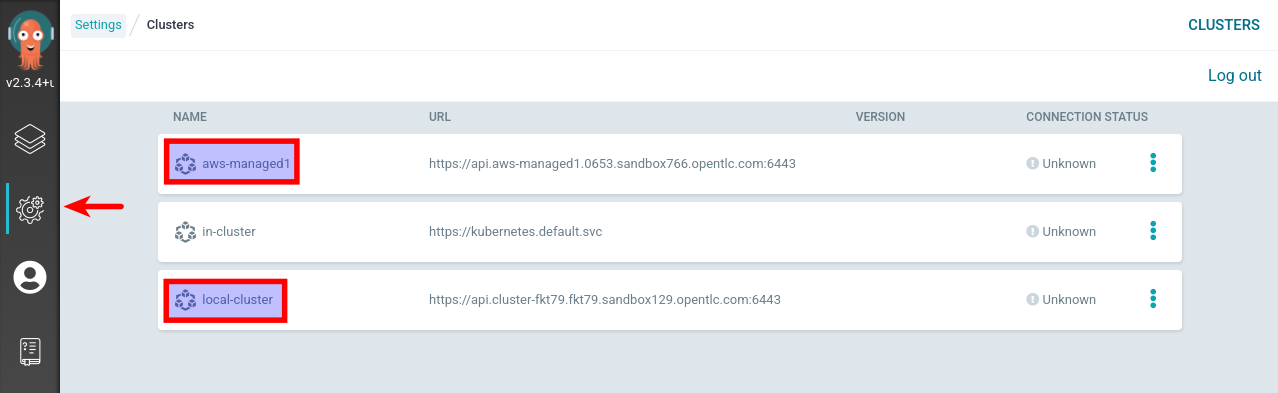 Settings / Clusters
CLUSTERS
v2.3.4+u
Log out
NAME URL VERSION CONNECTION STATUS
aws-managed1 https://api.aws-managed1.0653.sandbox766.opentlc.com:6443 Unknown
in-cluster https://kubernetes.default.svc Unknown
local-cluster https://api.cluster-fkt79.fkt79.sandbox129.opentlc.com:6443 Unknown